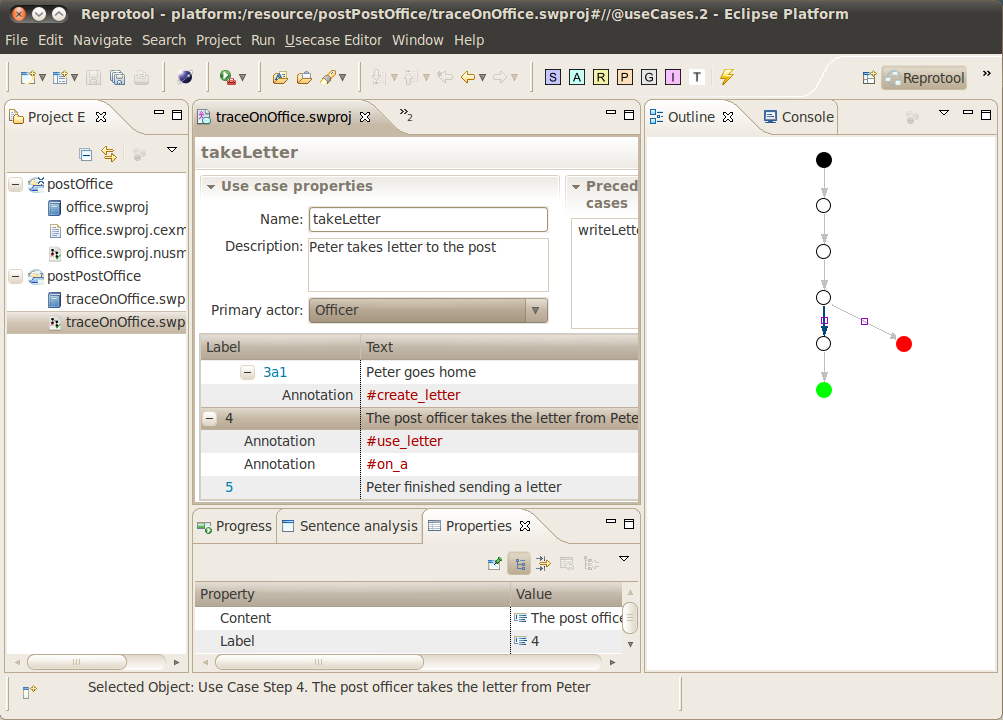 Reprotool - platform:/resource/postPostOffice/traceOnOffice.swproj#//@useCases.2 - Eclipse Platform
File Edit Navigate Search Project Run Usecase Editor Window Help
S A R P G I T
Reprotool »
Project E
postOffice
office.swproj
office.swproj.cexm
office.swproj.nusm
postPostOffice
traceOnOffice.swp
traceOnOffice.swp
traceOnOffice.swproj »2
takeLetter
Use case properties
Name: takeLetter
Description: Peter takes letter to the post
Primary actor: Officer
Preced
cases
writeLette
Label Text
3a1 Peter goes home
Annotation #create_letter
4 The post officer takes the letter from Pete
Annotation #use_letter
Annotation #on_a
5 Peter finished sending a letter
Progress Sentence analysis Properties
Property Value
Content The post office
Label 4
Outline Console
Selected Object: Use Case Step 4. The post officer takes the letter from Peter